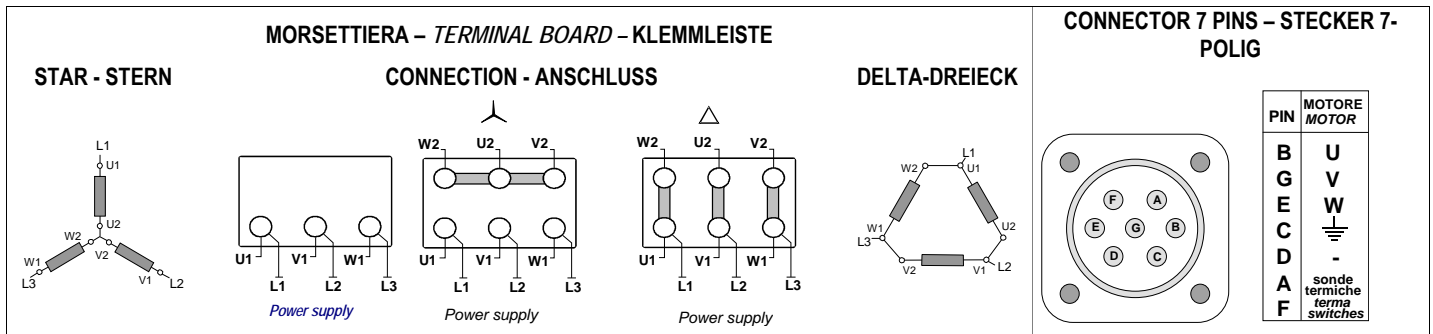 MORSETTIERA – TERMINAL BOARD – KLEMMLEISTE
STAR - STERN
CONNECTION - ANSCHLUSS
DELTA-DREIECK
L1
U1
U2
W2
V2
W1
V1
L3
L2
U1
V1
W1
L1
L2
L3
Power supply
W2
U2
V2
U1
V1
W1
L1
L2
L3
Power supply
W2
U2
V2
U1
V1
W1
L1
L2
L3
Power supply
L1
W2
U1
W1
U2
L3
V2
V1
L2
CONNECTOR 7 PINS – STECKER 7-
POLIG
F
A
E
G
B
D
C
PIN
MOTORE
MOTOR
B U
G V
E W
C
D -
A sonde
termiche
F terma
switches